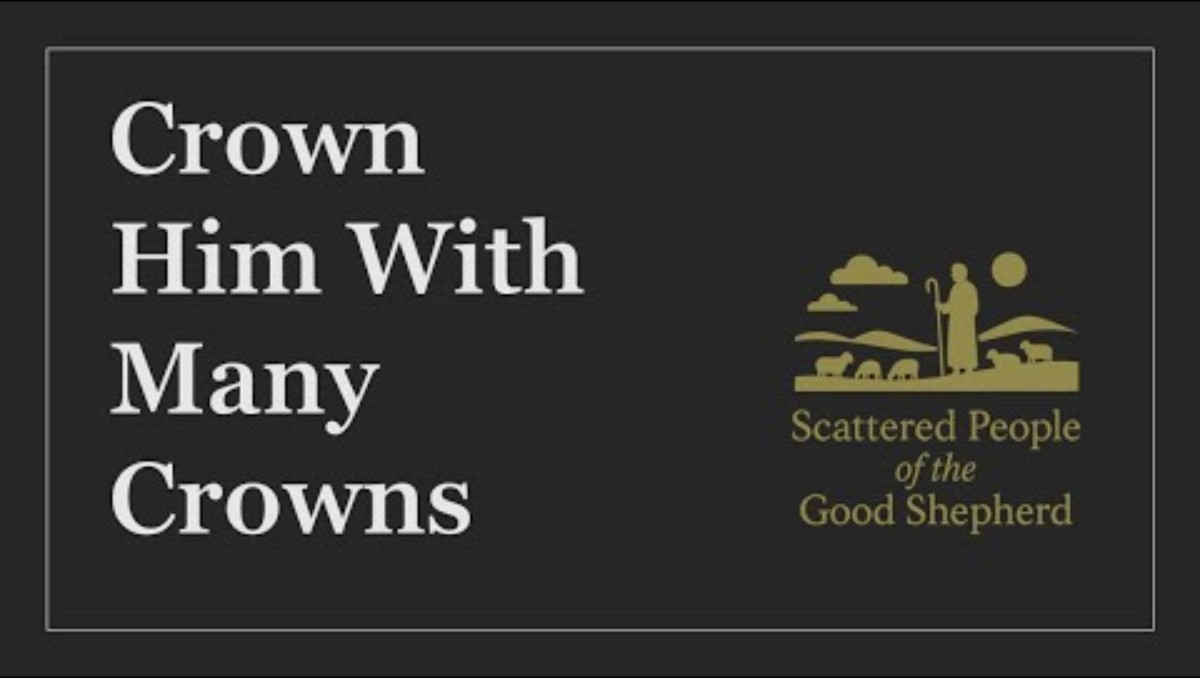 Crown
Him With
Many
Crowns
Scattered People
of the
Good Shepherd